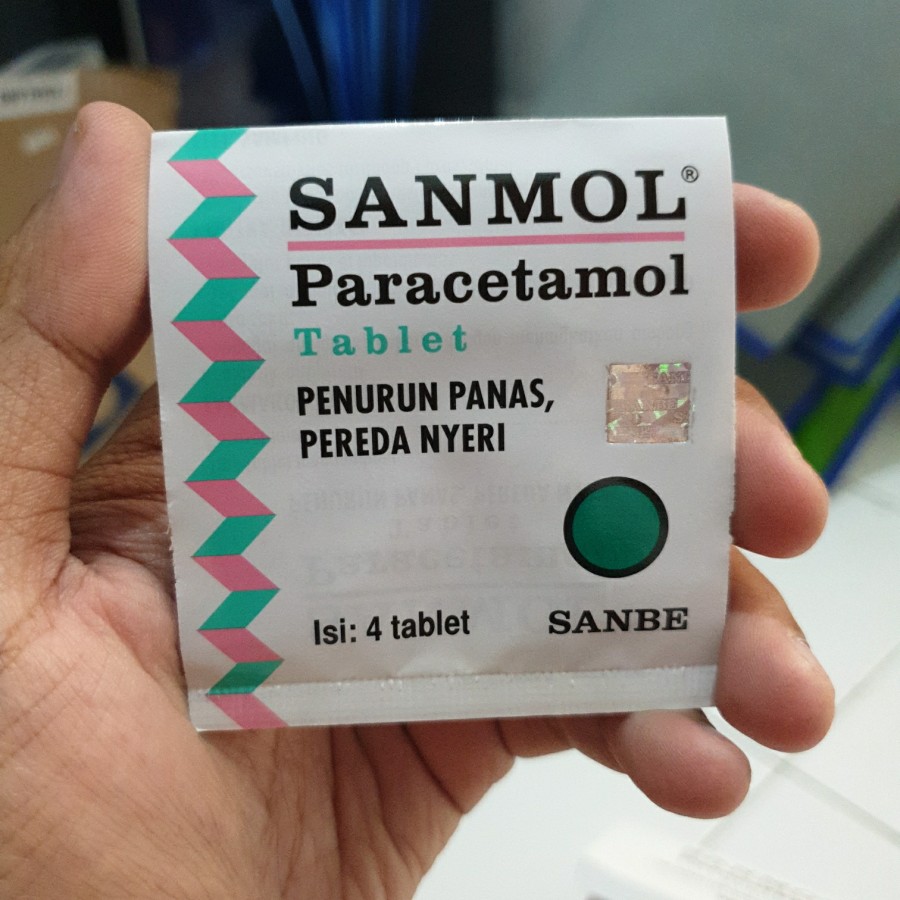 SANMOL®
Paracetamol
Tablet
PENURUN PANAS,
PEREDA NYERI
Isi: 4 tablet
SANBE